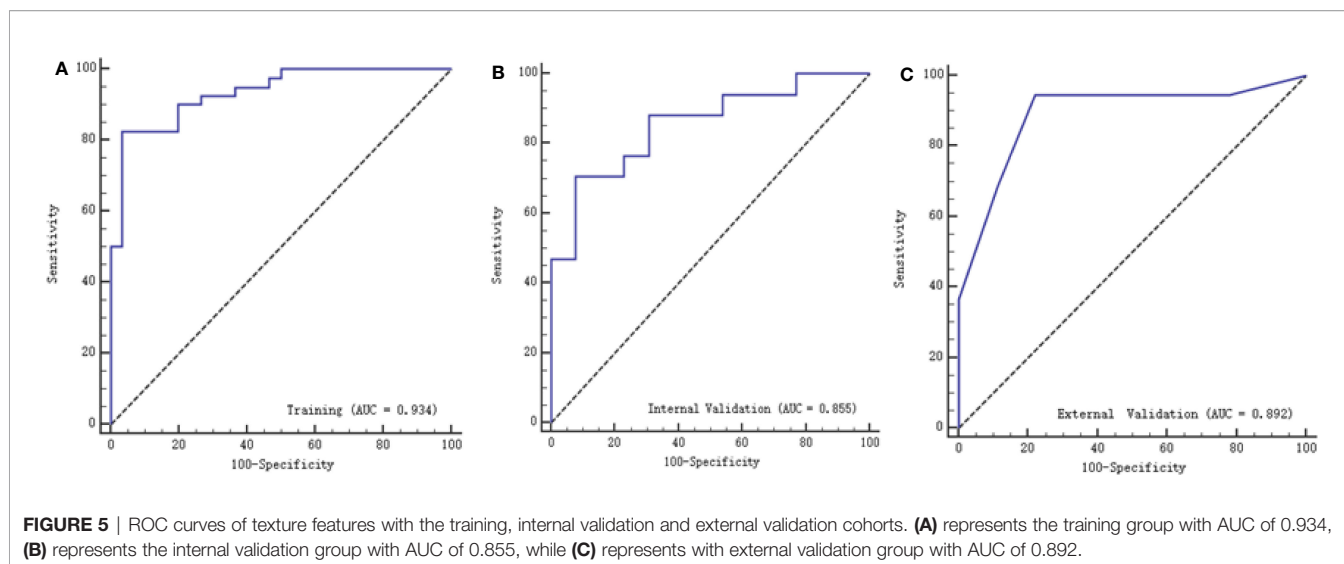 A
100
80
60
40
20
0
Sensitivity
Training (AUC = 0.934)
0 20 40 60 80 100
100-Specificity
B
100
80
60
40
20
0
Sensitivity
Internal Validation (AUC = 0.855)
0 20 40 60 80 100
100-Specificity
C
100
80
60
40
20
0
Sensitivity
External Validation (AUC = 0.892)
0 20 40 60 80 100
100-Specificity
FIGURE 5 | ROC curves of texture features with the training, internal validation and external validation cohorts. (A) represents the training group with AUC of 0.934,
(B) represents the internal validation group with AUC of 0.855, while (C) represents with external validation group with AUC of 0.892.